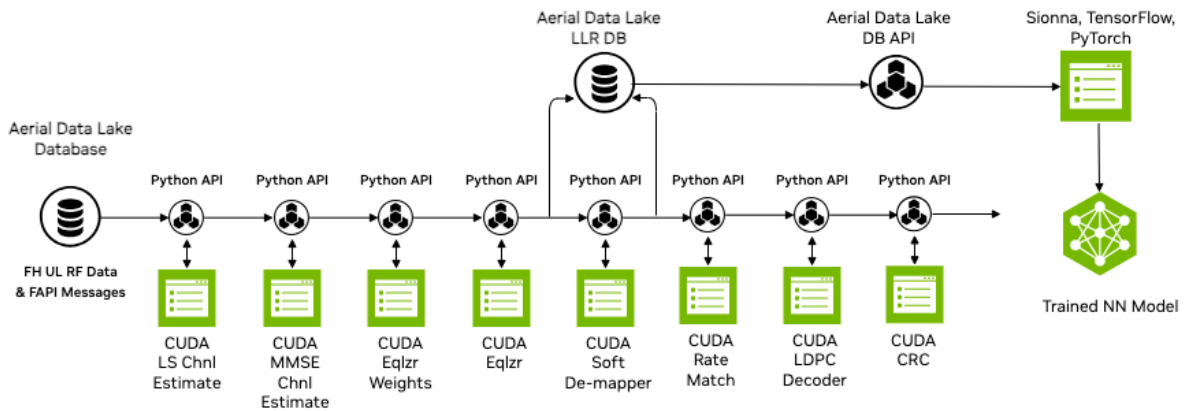 Aerial Data Lake
LLR DB
Aerial Data Lake
DB API
Sionna, TensorFlow,
PyTorch
Aerial Data Lake
Database
Python API
Python API
Python API
Python API
Python API
Python API
Python API
Python API
FH UL RF Data
& FAPI Messages
Trained NN Model
CUDA
LS Chnl
Estimate
CUDA
MMSE
Chnl
Estimate
CUDA
Eqlzr
Weights
CUDA
Eqlzr
CUDA
Soft
De-mapper
CUDA
Rate
Match
CUDA
LDPC
Decoder
CUDA
CRC